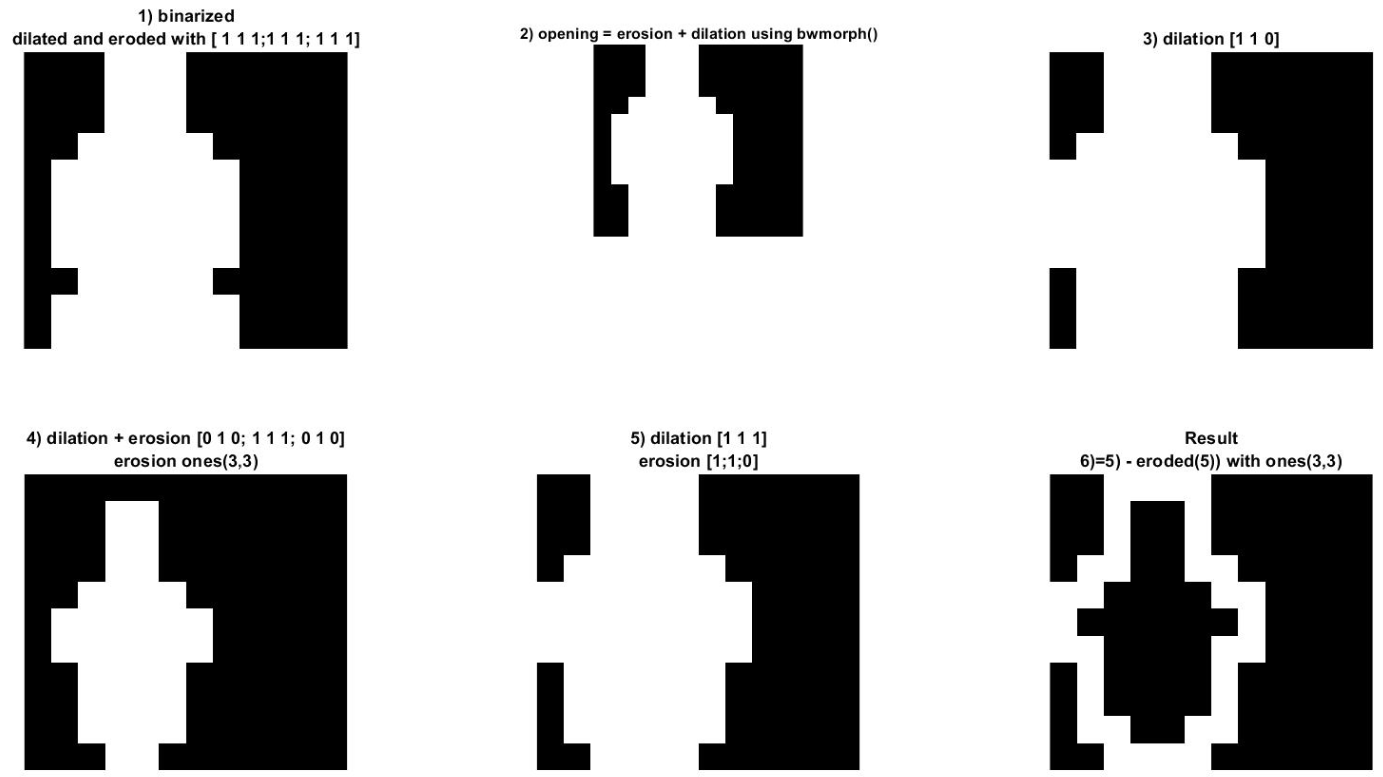 1) binarized
dilated and eroded with [ 1 1 1;1 1 1; 1 1 1]
2) opening = erosion + dilation using bwmorph()
3) dilation [1 1 0]
4) dilation + erosion [0 1 0; 1 1 1; 0 1 0]
erosion ones(3,3)
5) dilation [1 1 1]
erosion [1;1;0]
Result
6)=5) - eroded(5)) with ones(3,3)